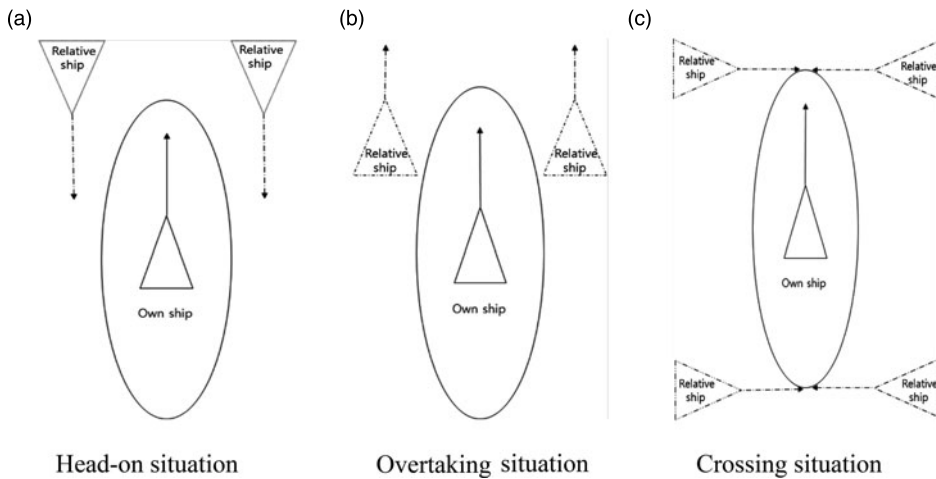 (a)
Relative
ship
Relative
ship
Own ship
Head-on situation
(b)
Relative
ship
Relative
ship
Own ship
Overtaking situation
(c)
Relative
ship
Relative
ship
Own ship
Relative
ship
Relative
ship
Crossing situation